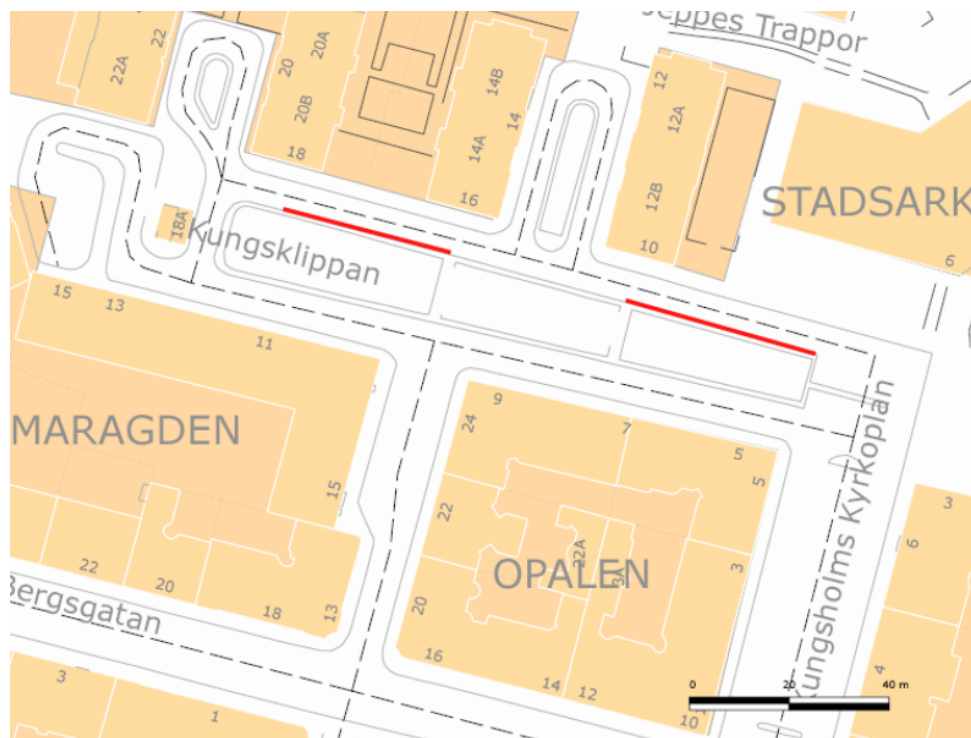 eppes Trappor
22A
22
20
20A
20B
18
14B
14
14A
16
12
12A
12B
10
STADSARK
6
18A
Kungsklippan
15
13
11
MARAGDEN
15
9
24
7
5
5
22
22A
3A
3
OPALEN
20
16
14
12
10
22
20
18
13
Bergsgatan
3
1
Kungsholms Kyrkoplan
3
6
4
0 20 40 m